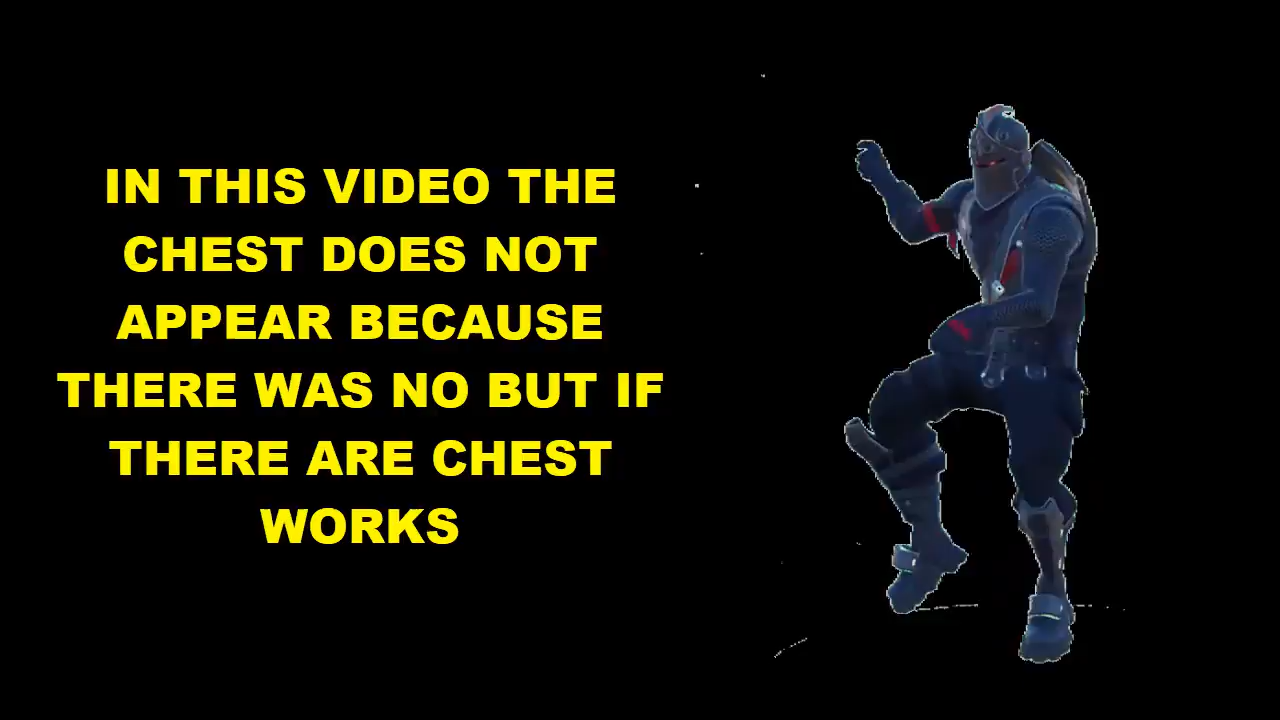 IN THIS VIDEO THE
CHEST DOES NOT
APPEAR BECAUSE
THERE WAS NO BUT IF
THERE ARE CHEST
WORKS